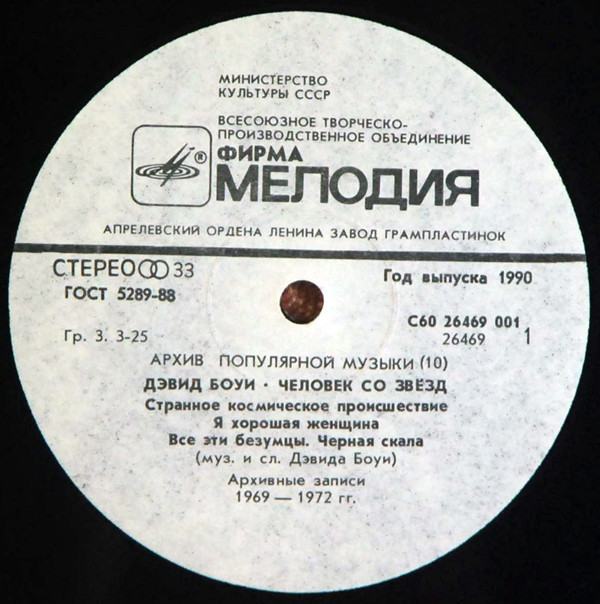 МИНИСТЕРСТВО
КУЛЬТУРЫ СССР
ВСЕСОЮЗНОЕ ТВОРЧЕСКО-
ПРОИЗВОДСТВЕННОЕ ОБЪЕДИНЕНИЕ
®
ФИРМА
МЕЛОДИЯ
АПРЕЛЕВСКИЙ ОРДЕНА ЛЕНИНА ЗАВОД ГРАМПЛАСТИНОК
СТЕРЕО 33
Год выпуска 1990
ГОСТ 5289-88
С60 26469 001
Гр. 3. 3-25
26469 1
АРХИВ ПОПУЛЯРНОЙ МУЗЫКИ (10)
ДЭВИД БОУИ · ЧЕЛОВЕК СО ЗВЁЗД
Странное космическое происшествие
Я хорошая женщина
Все эти безумцы. Черная скала
(муз. и сл. Дэвида Боуи)
Архивные записи
1969 — 1972 гг.